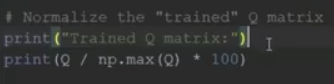 # Normalize the "trained" Q matrix
print("Trained Q matrix:")
print(Q / np.max(Q) * 100)